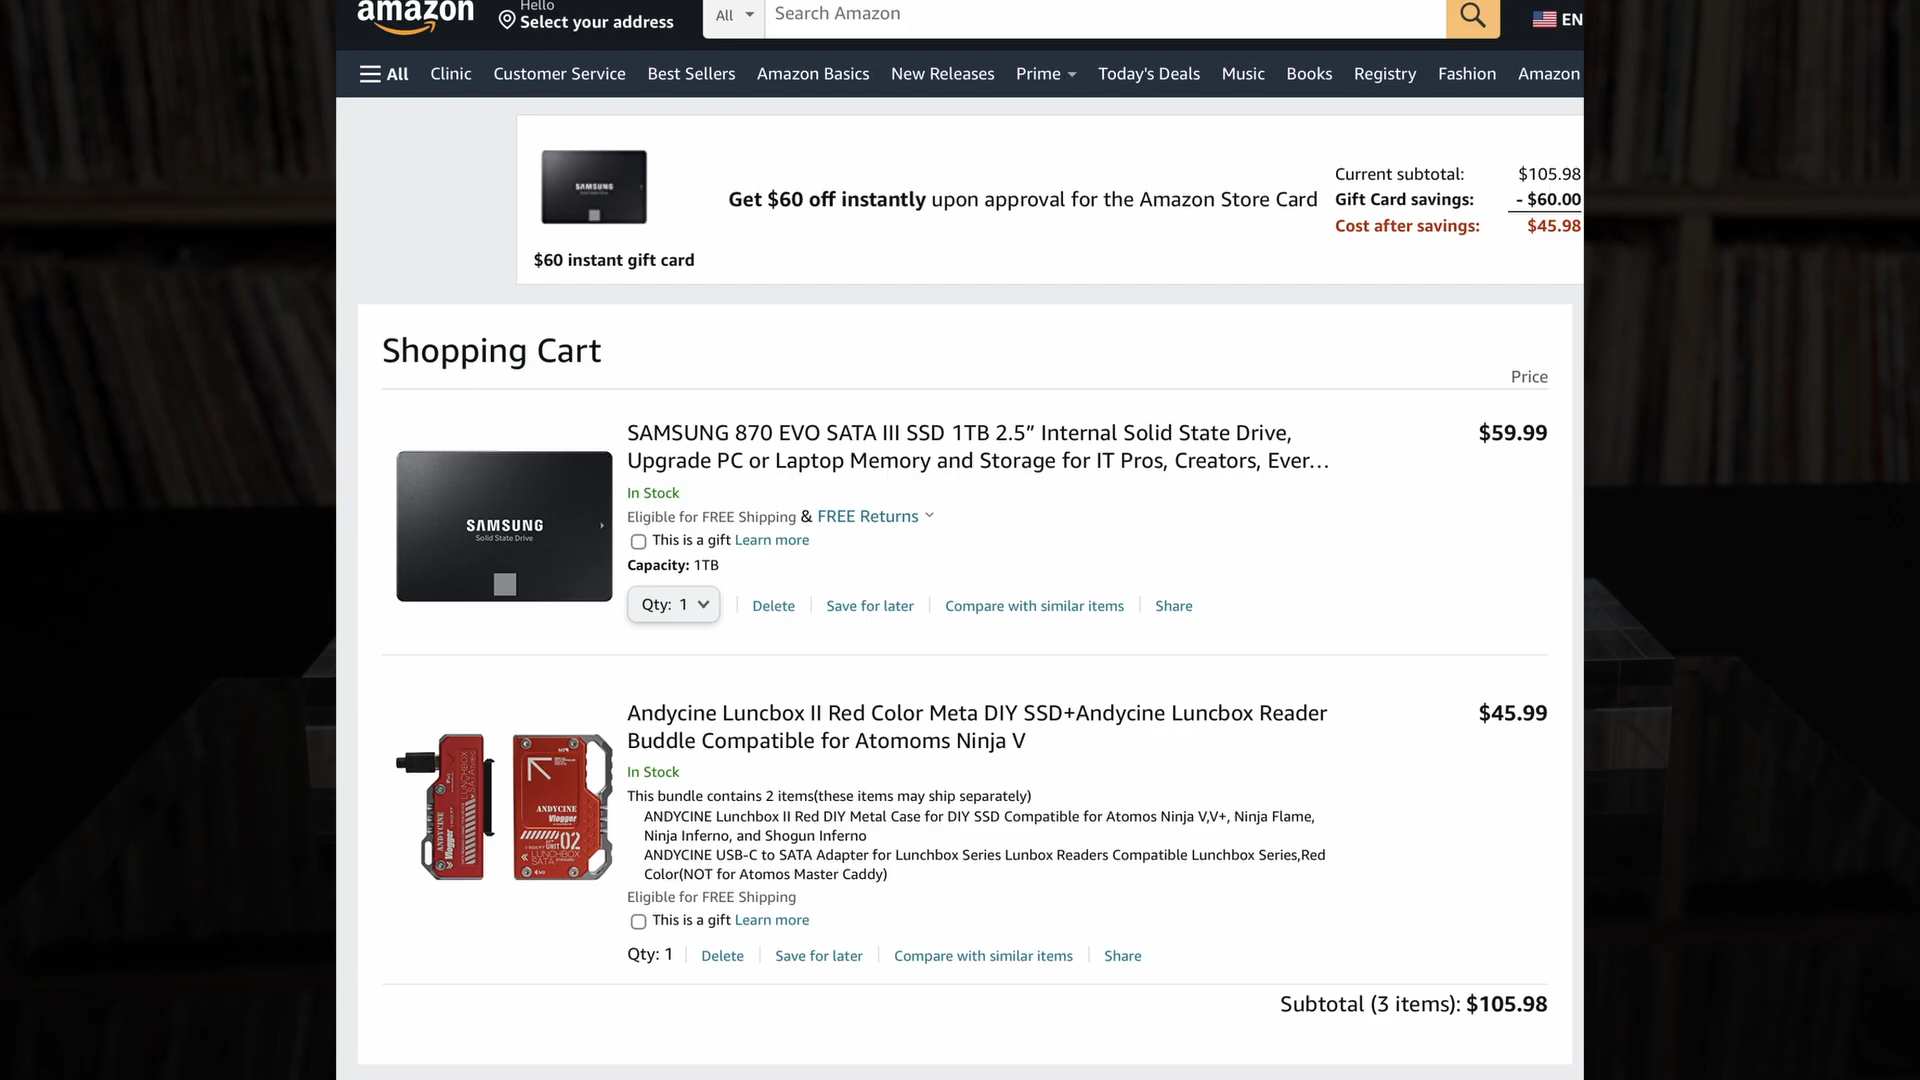 amazon
Hello
Select your address
All
Search Amazon
EN
All Clinic Customer Service Best Sellers Amazon Basics New Releases Prime Today's Deals Music Books Registry Fashion Amazon
SAMSUNG
$60 instant gift card
Get $60 off instantly upon approval for the Amazon Store Card
Current subtotal: $105.98
Gift Card savings: - $60.00
Cost after savings: $45.98
Shopping Cart
Price
SAMSUNG
Solid State Drive
SAMSUNG 870 EVO SATA III SSD 1TB 2.5” Internal Solid State Drive,
Upgrade PC or Laptop Memory and Storage for IT Pros, Creators, Ever…
$59.99
In Stock
Eligible for FREE Shipping & FREE Returns
This is a gift Learn more
Capacity: 1TB
Qty: 1 Delete Save for later Compare with similar items Share
ANDYCINE
Vlogger
LUNCHBOX
SATA
ANDYCINE
Vlogger
UNIT 02
LUNCHBOX
SATA
Andycine Luncbox II Red Color Meta DIY SSD+Andycine Luncbox Reader
Buddle Compatible for Atomoms Ninja V
$45.99
In Stock
This bundle contains 2 items(these items may ship separately)
ANDYCINE Lunchbox II Red DIY Metal Case for DIY SSD Compatible for Atomos Ninja V,V+, Ninja Flame,
Ninja Inferno, and Shogun Inferno
ANDYCINE USB-C to SATA Adapter for Lunchbox Series Lunbox Readers Compatible Lunchbox Series,Red
Color(NOT for Atomos Master Caddy)
Eligible for FREE Shipping
This is a gift Learn more
Qty: 1 Delete Save for later Compare with similar items Share
Subtotal (3 items): $105.98